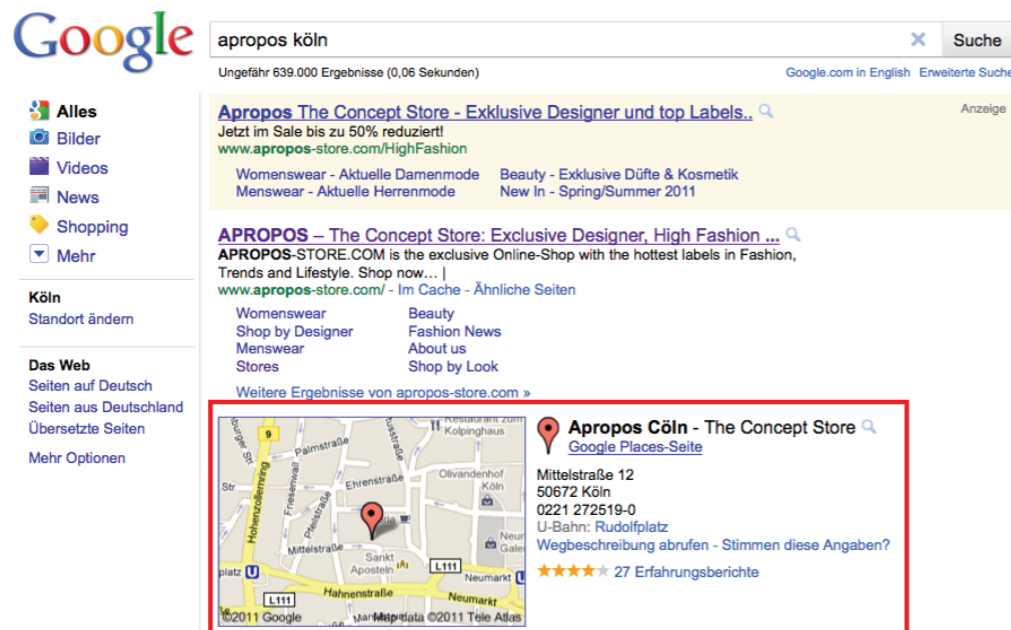 Google
apropos köln
Suche
Ungefähr 639.000 Ergebnisse (0,06 Sekunden)
Google.com in English Erweiterte Suche
Alles
Bilder
Videos
News
Shopping
Mehr
Köln
Standort ändern
Das Web
Seiten auf Deutsch
Seiten aus Deutschland
Übersetzte Seiten
Mehr Optionen
Apropos The Concept Store - Exklusive Designer und top Labels..
Anzeige
Jetzt im Sale bis zu 50% reduziert!
www.apropos-store.com/HighFashion
Womenswear - Aktuelle Damenmode Beauty - Exklusive Düfte & Kosmetik
Menswear - Aktuelle Herrenmode New In - Spring/Summer 2011
APROPOS – The Concept Store: Exclusive Designer, High Fashion ...
APROPOS-STORE.COM is the exclusive Online-Shop with the hottest labels in Fashion,
Trends and Lifestyle. Shop now… |
www.apropos-store.com/ - Im Cache - Ähnliche Seiten
Womenswear Beauty
Shop by Designer Fashion News
Menswear About us
Stores Shop by Look
Weitere Ergebnisse von apropos-store.com »
Restaurant zum
Kolpinghaus
9
Palmstraße
Olivandenhof
Köln
Ehrenstraße
Str.
Friesenwall
Pfeilstraße
Hohenzollernring
Mittelstraße
Sankt
Aposteln
L111
Neumarkt
platz
L111
Hahnenstraße
Neumarkt
©2011 Google
Map data ©2011 Tele Atlas
Apropos Cöln - The Concept Store
Google Places-Seite
Mittelstraße 12
50672 Köln
0221 272519-0
U-Bahn: Rudolfplatz
Wegbeschreibung abrufen - Stimmen diese Angaben?
27 Erfahrungsberichte